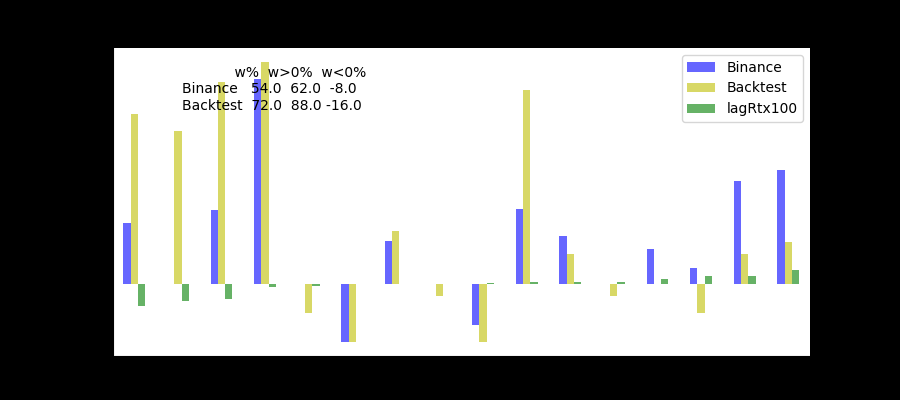 w%  w>0%  w<0%
Binance   54.0  62.0  -8.0
Backtest  72.0  88.0 -16.0
Binance
Backtest
lagRtx100